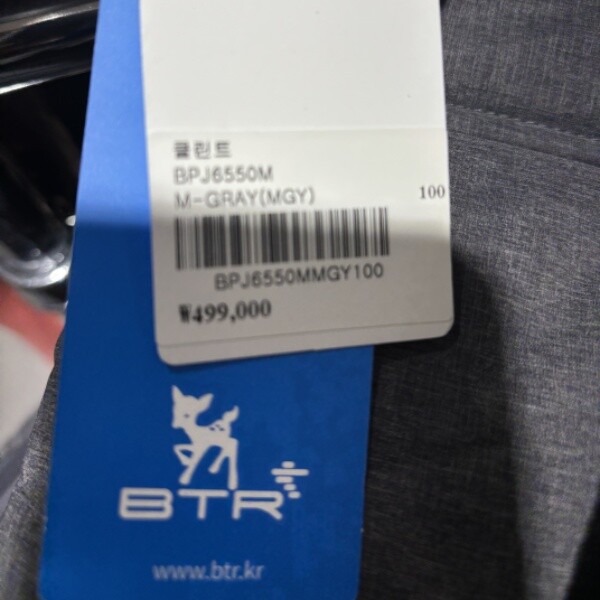 클린트
BPJ6550M
M-GRAY(MGY)
100
BPJ6550MMGY100
₩499,000
BTR
www.btr.kr